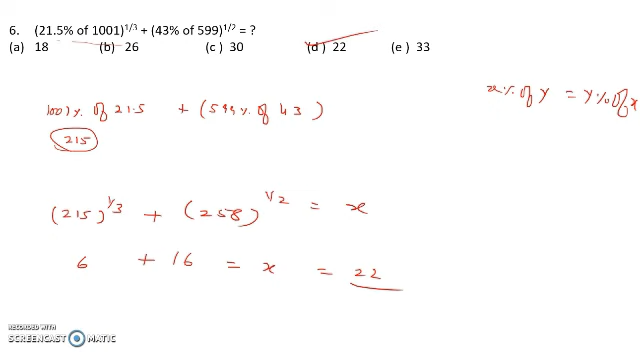 6. (21.5% of 1001)^1/3 + (43% of 599)^1/2 = ?
(a) 18 (b) 26 (c) 30 (d) 22 (e) 33
x% of y = y% of x
1001% of 21.5 + (599% of 43)
215
(215)^1/3 + (258)^1/2 = x
6 + 16 = x = 22
RECORDED WITH
SCREENCAST MATIC